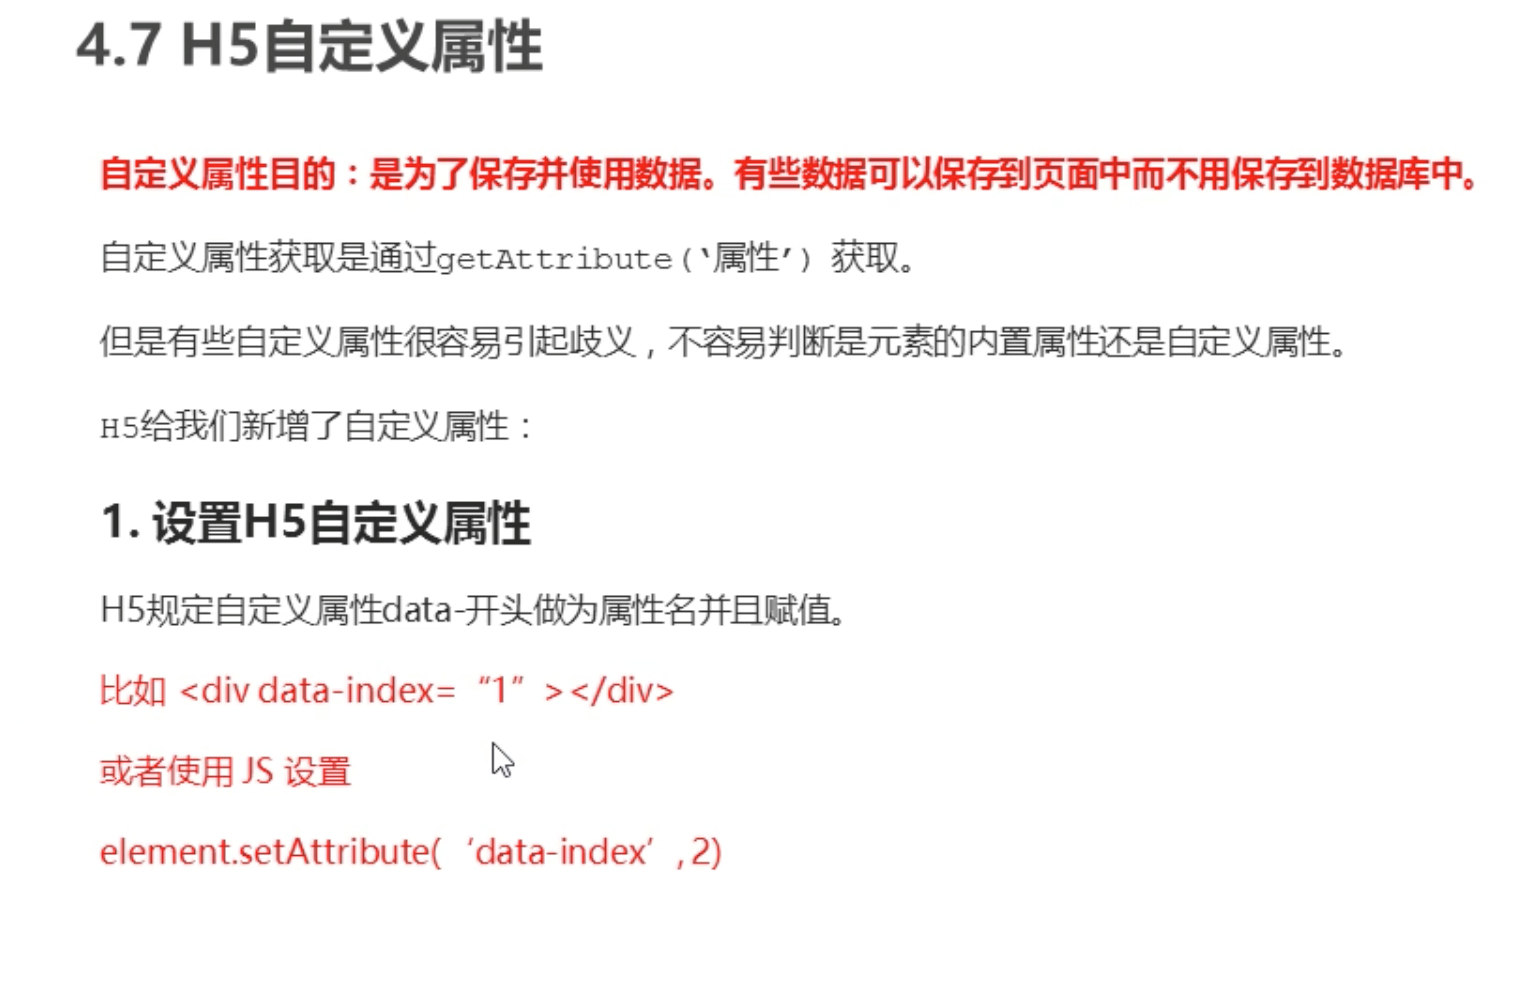 4.7 H5自定义属性
自定义属性目的：是为了保存并使用数据。有些数据可以保存到页面中而不用保存到数据库中。
自定义属性获取是通过getAttribute(‘属性’) 获取。
但是有些自定义属性很容易引起歧义，不容易判断是元素的内置属性还是自定义属性。
H5给我们新增了自定义属性：
1. 设置H5自定义属性
H5规定自定义属性data-开头做为属性名并且赋值。
比如 <div data-index=“1”></div>
或者使用 JS 设置
element.setAttribute(‘data-index’, 2)